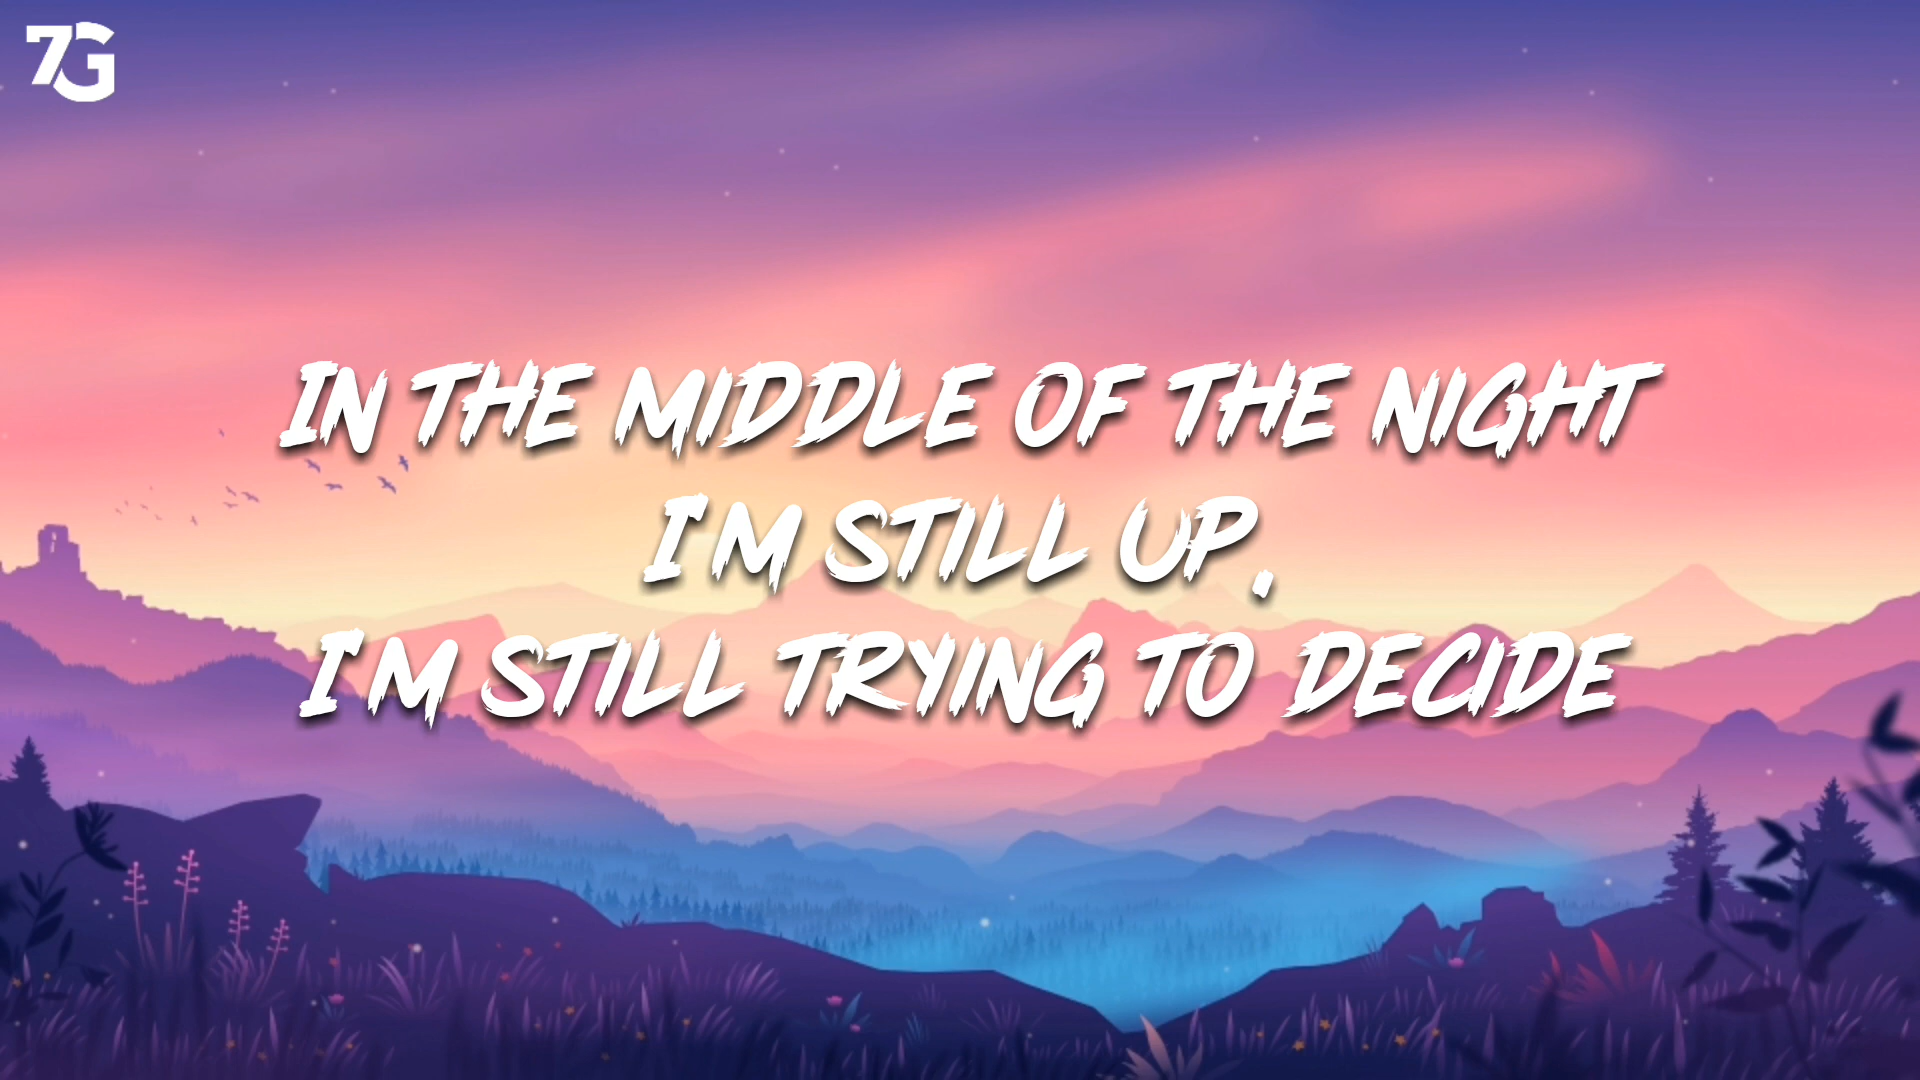 7G
IN THE MIDDLE OF THE NIGHT
I'M STILL UP,
I'M STILL TRYING TO DECIDE